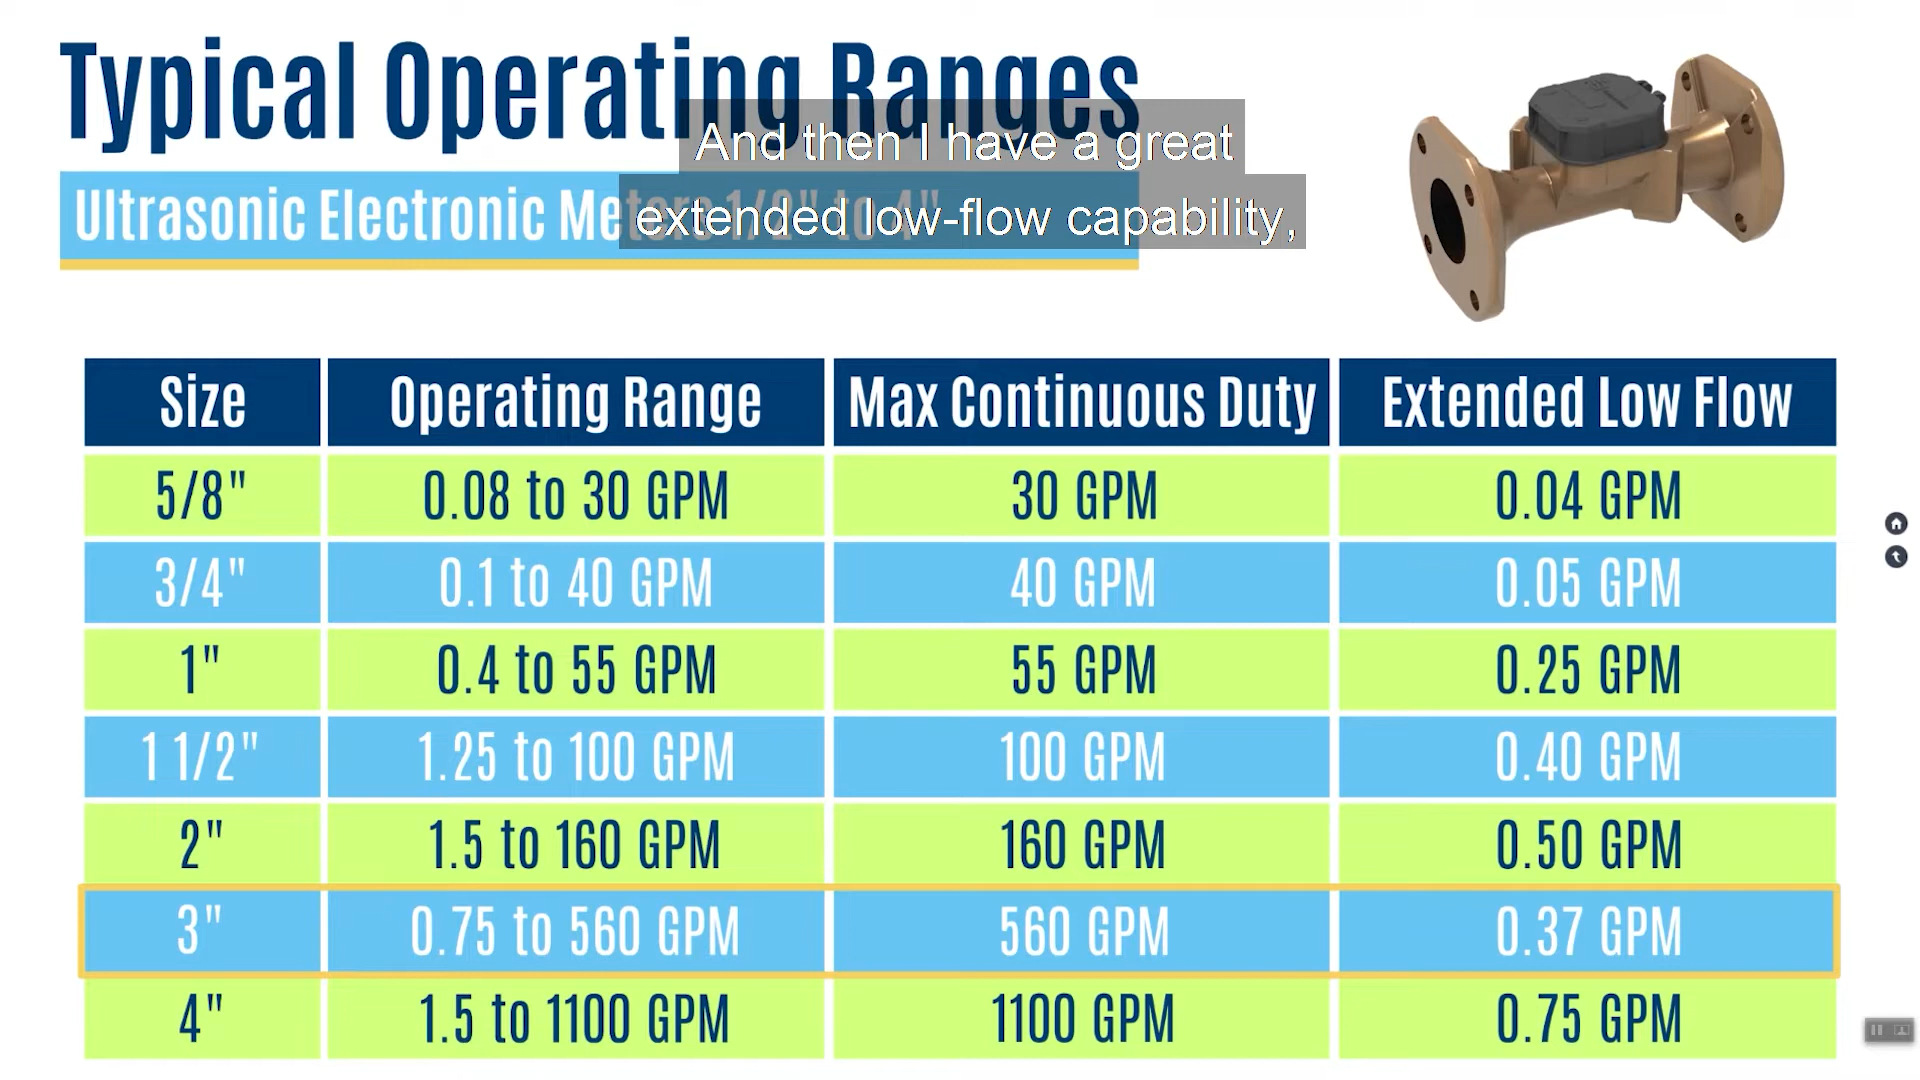 Typical Operating Ranges
And then I have a great
Ultrasonic Electronic Meters 1/2" to 4"
extended low-flow capability,
Size Operating Range Max Continuous Duty Extended Low Flow
5/8" 0.08 to 30 GPM 30 GPM 0.04 GPM
3/4" 0.1 to 40 GPM 40 GPM 0.05 GPM
1" 0.4 to 55 GPM 55 GPM 0.25 GPM
1 1/2" 1.25 to 100 GPM 100 GPM 0.40 GPM
2" 1.5 to 160 GPM 160 GPM 0.50 GPM
3" 0.75 to 560 GPM 560 GPM 0.37 GPM
4" 1.5 to 1100 GPM 1100 GPM 0.75 GPM